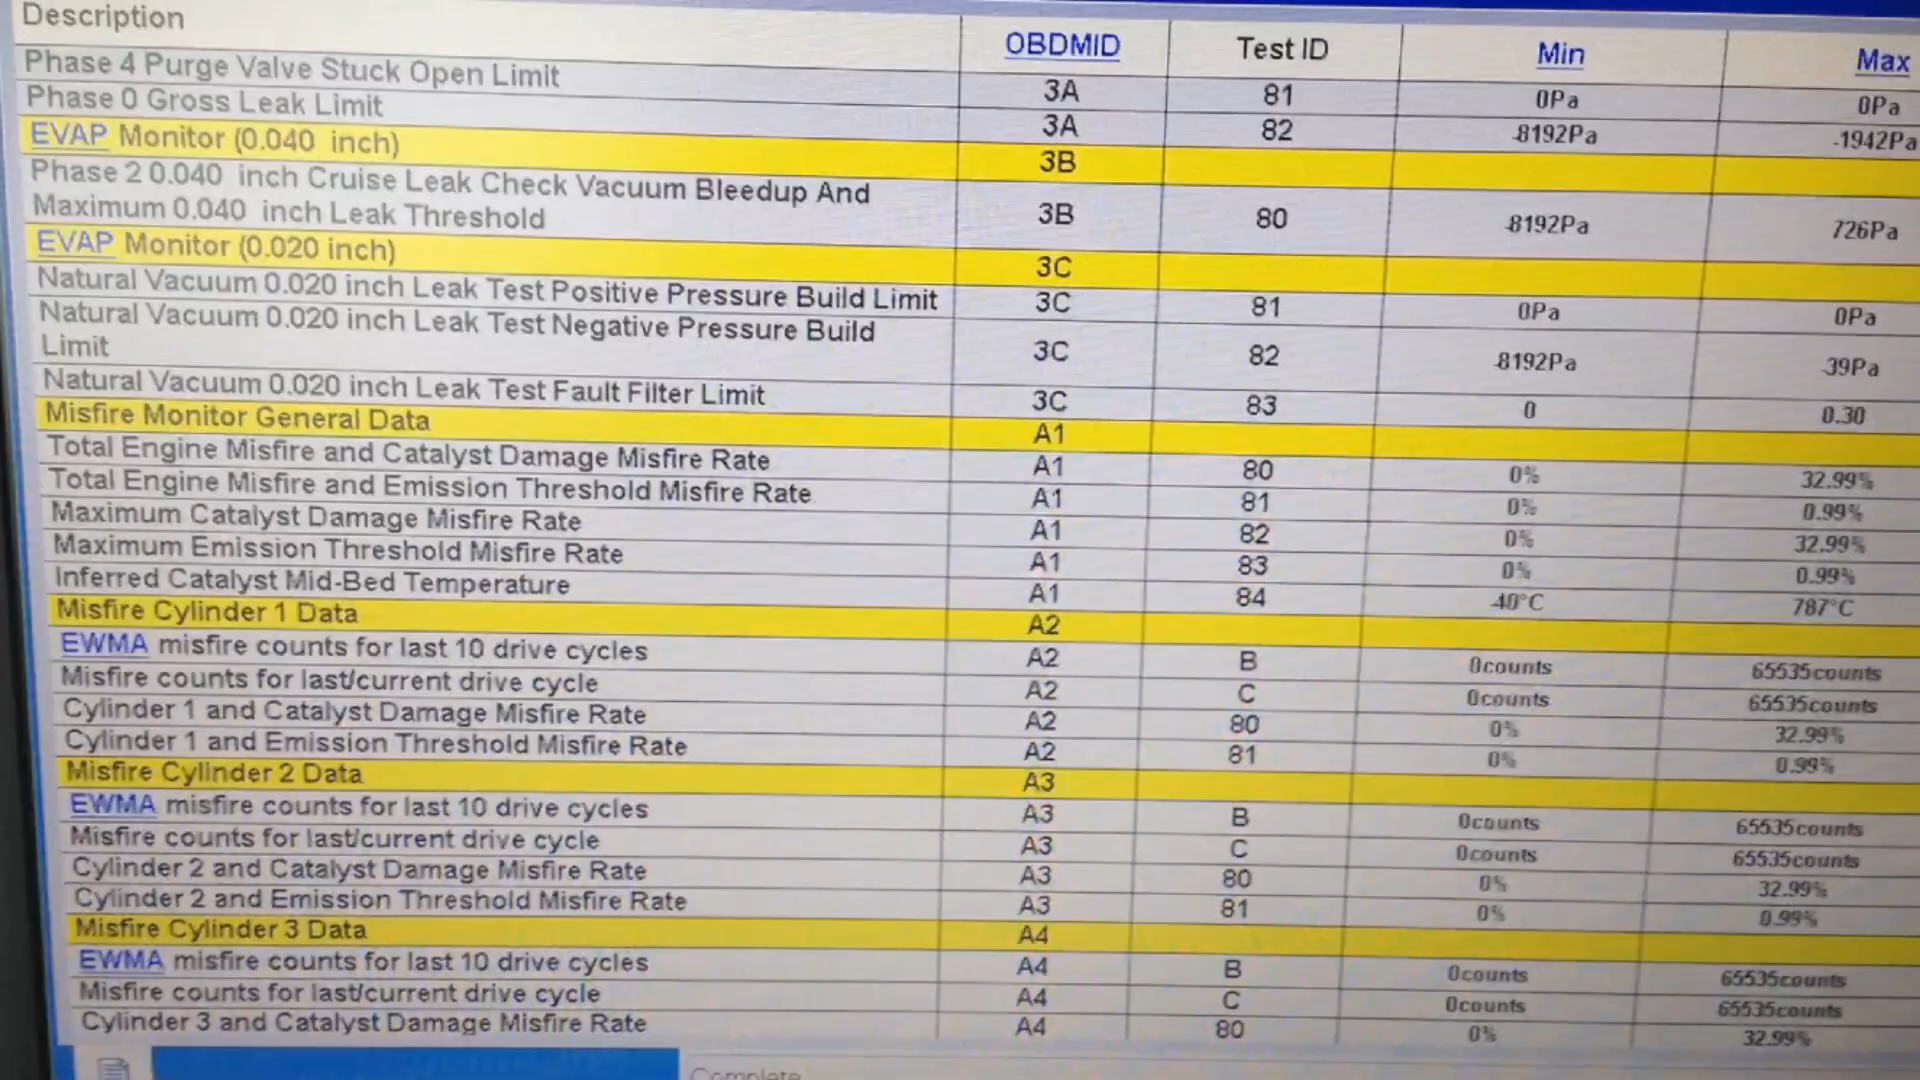 Description OBDMID Test ID Min Max
Phase 4 Purge Valve Stuck Open Limit 3A 81 0Pa 0Pa
Phase 0 Gross Leak Limit 3A 82 -8192Pa -1942Pa
EVAP Monitor (0.040 inch) 3B
Phase 2 0.040 inch Cruise Leak Check Vacuum Bleedup And
Maximum 0.040 inch Leak Threshold 3B 80 -8192Pa 726Pa
EVAP Monitor (0.020 inch) 3C
Natural Vacuum 0.020 inch Leak Test Positive Pressure Build Limit 3C 81 0Pa 0Pa
Natural Vacuum 0.020 inch Leak Test Negative Pressure Build
Limit 3C 82 -8192Pa -39Pa
Natural Vacuum 0.020 inch Leak Test Fault Filter Limit 3C 83 0 0.30
Misfire Monitor General Data A1
Total Engine Misfire and Catalyst Damage Misfire Rate A1 80 0% 32.99%
Total Engine Misfire and Emission Threshold Misfire Rate A1 81 0% 0.99%
Maximum Catalyst Damage Misfire Rate A1 82 0% 32.99%
Maximum Emission Threshold Misfire Rate A1 83 0% 0.99%
Inferred Catalyst Mid-Bed Temperature A1 84 -40°C 787°C
Misfire Cylinder 1 Data A2
EWMA misfire counts for last 10 drive cycles A2 B 0counts 65535counts
Misfire counts for last/current drive cycle A2 C 0counts 65535counts
Cylinder 1 and Catalyst Damage Misfire Rate A2 80 0% 32.99%
Cylinder 1 and Emission Threshold Misfire Rate A2 81 0% 0.99%
Misfire Cylinder 2 Data A3
EWMA misfire counts for last 10 drive cycles A3 B 0counts 65535counts
Misfire counts for last/current drive cycle A3 C 0counts 65535counts
Cylinder 2 and Catalyst Damage Misfire Rate A3 80 0% 32.99%
Cylinder 2 and Emission Threshold Misfire Rate A3 81 0% 0.99%
Misfire Cylinder 3 Data A4
EWMA misfire counts for last 10 drive cycles A4 B 0counts 65535counts
Misfire counts for last/current drive cycle A4 C 0counts 65535counts
Cylinder 3 and Catalyst Damage Misfire Rate A4 80 0% 32.99%
Complete